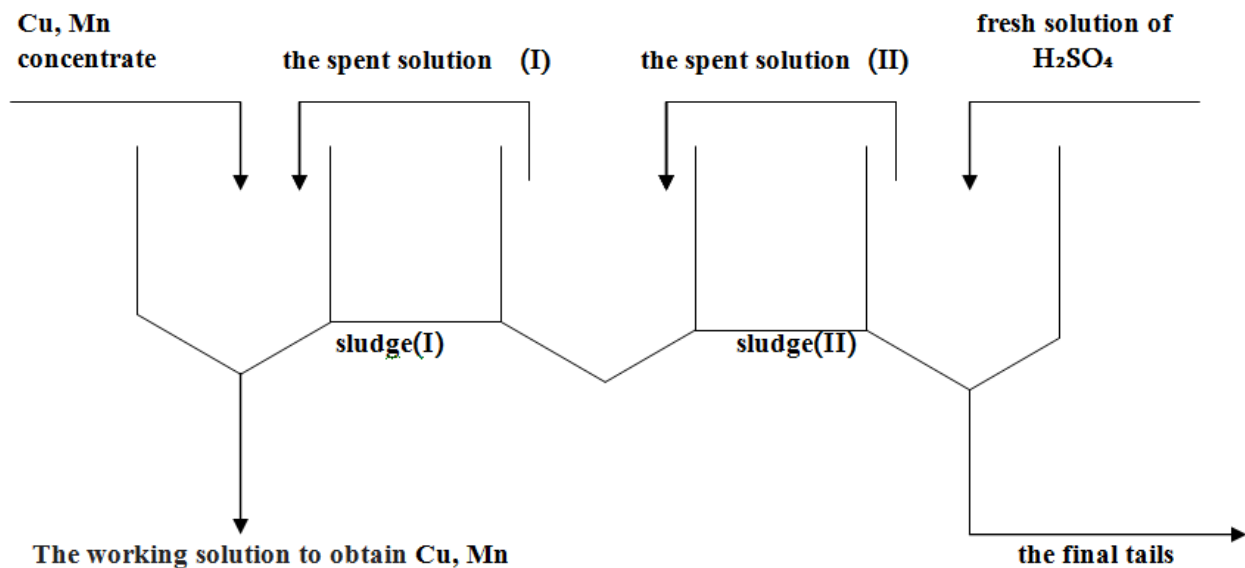 Cu, Mn
concentrate
the spent solution (I)
the spent solution (II)
fresh solution of
H₂SO₄
sludge(I)
sludge(II)
The working solution to obtain Cu, Mn
the final tails